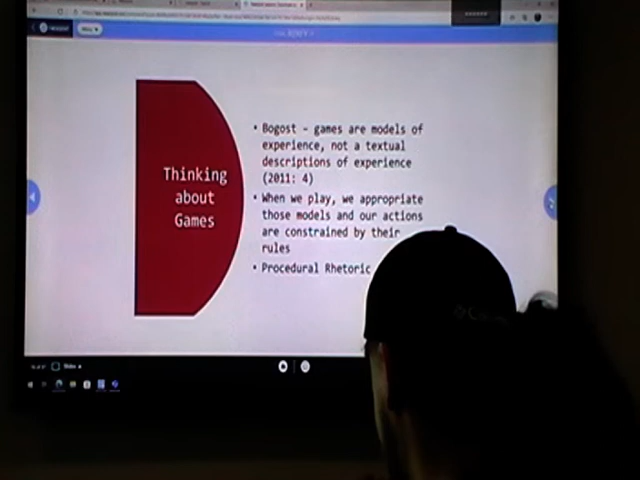 Thinking
about
Games
• Bogost – games are models of
experience, not a textual
descriptions of experience
(2011: 4)
• When we play, we appropriate
those models and our actions
are constrained by their
rules
• Procedural Rhetoric